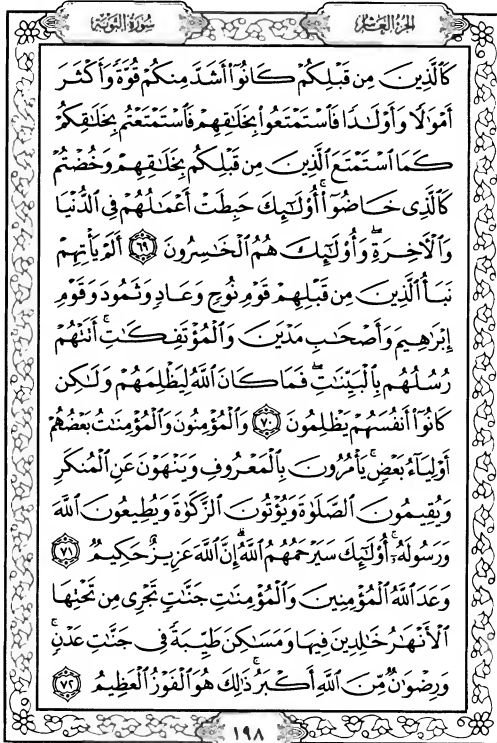 الجزء العاشر
سورة التوبة
كَٱلَّذِينَ مِن قَبْلِكُمْ كَانُوٓا۟ أَشَدَّ مِنكُمْ قُوَّةً وَأَكْثَرَ
أَمْوَٰلًا وَأَوْلَٰدًا فَٱسْتَمْتَعُوا۟ بِخَلَٰقِهِمْ فَٱسْتَمْتَعْتُم بِخَلَٰقِكُمْ
كَمَا ٱسْتَمْتَعَ ٱلَّذِينَ مِن قَبْلِكُم بِخَلَٰقِهِمْ وَخُضْتُمْ
كَٱلَّذِى خَاضُوٓا۟ ۚ أُو۟لَٰٓئِكَ حَبِطَتْ أَعْمَٰلُهُمْ فِى ٱلدُّنْيَا
وَٱلْءَاخِرَةِ ۖ وَأُو۟لَٰٓئِكَ هُمُ ٱلْخَٰسِرُونَ ٦٩ أَلَمْ يَأْتِهِمْ
نَبَأُ ٱلَّذِينَ مِن قَبْلِهِمْ قَوْمِ نُوحٍ وَعَادٍ وَثَمُودَ وَقَوْمِ
إِبْرَٰهِيمَ وَأَصْحَٰبِ مَدْيَنَ وَٱلْمُؤْتَفِكَٰتِ ۚ أَتَتْهُمْ
رُسُلُهُم بِٱلْبَيِّنَٰتِ ۖ فَمَا كَانَ ٱللَّهُ لِيَظْلِمَهُمْ وَلَٰكِن
كَانُوٓا۟ أَنفُسَهُمْ يَظْلِمُونَ ٧٠ وَٱلْمُؤْمِنُونَ وَٱلْمُؤْمِنَٰتُ بَعْضُهُمْ
أَوْلِيَآءُ بَعْضٍ ۚ يَأْمُرُونَ بِٱلْمَعْرُوفِ وَيَنْهَوْنَ عَنِ ٱلْمُنكَرِ
وَيُقِيمُونَ ٱلصَّلَوٰةَ وَيُؤْتُونَ ٱلزَّكَوٰةَ وَيُطِيعُونَ ٱللَّهَ
وَرَسُولَهُۥٓ ۚ أُو۟لَٰٓئِكَ سَيَرْحَمُهُمُ ٱللَّهُ ۗ إِنَّ ٱللَّهَ عَزِيزٌ حَكِيمٌ ٧١
وَعَدَ ٱللَّهُ ٱلْمُؤْمِنِينَ وَٱلْمُؤْمِنَٰتِ جَنَّٰتٍ تَجْرِى مِن تَحْتِهَا
ٱلْأَنْهَٰرُ خَٰلِدِينَ فِيهَا وَمَسَٰكِنَ طَيِّبَةً فِى جَنَّٰتِ عَدْنٍ ۚ
وَرِضْوَٰنٌ مِّنَ ٱللَّهِ أَكْبَرُ ۚ ذَٰلِكَ هُوَ ٱلْفَوْزُ ٱلْعَظِيمُ ٧٢
١٩٨